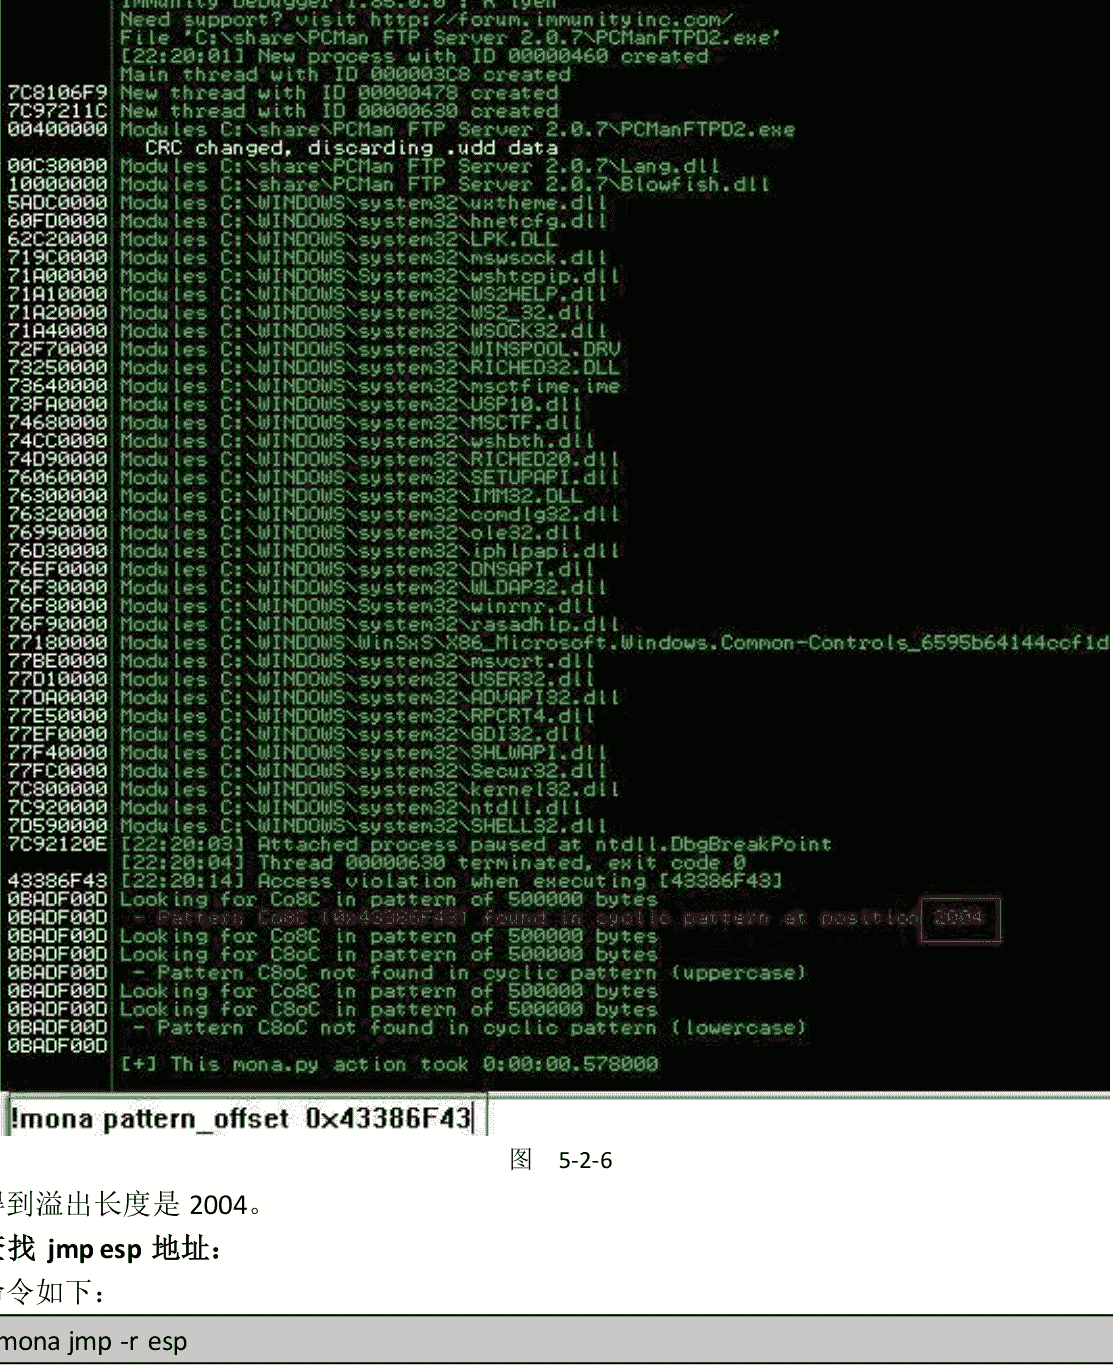 Immunity Debugger 1.85.0.0 : R'lyeh
Need support? visit http://forum.immunityinc.com/
File 'C:\share\PCMan FTP Server 2.0.7\PCManFTPD2.exe'
[22:20:01] New process with ID 00000460 created
Main thread with ID 000003C8 created
7C8106F9 New thread with ID 00000478 created
7C97211C New thread with ID 00000630 created
00400000 Modules C:\share\PCMan FTP Server 2.0.7\PCManFTPD2.exe
CRC changed, discarding .udd data
00C30000 Modules C:\share\PCMan FTP Server 2.0.7\Lang.dll
10000000 Modules C:\share\PCMan FTP Server 2.0.7\Blowfish.dll
5ADC0000 Modules C:\WINDOWS\system32\uxtheme.dll
60FD0000 Modules C:\WINDOWS\system32\hnetcfg.dll
62C20000 Modules C:\WINDOWS\system32\LPK.DLL
719C0000 Modules C:\WINDOWS\system32\mswsock.dll
71A00000 Modules C:\WINDOWS\System32\wshtcpip.dll
71A10000 Modules C:\WINDOWS\system32\WS2HELP.dll
71A20000 Modules C:\WINDOWS\system32\WS2_32.dll
71A40000 Modules C:\WINDOWS\system32\WSOCK32.dll
72F70000 Modules C:\WINDOWS\system32\WINSPOOL.DRV
73250000 Modules C:\WINDOWS\system32\RICHED32.DLL
73640000 Modules C:\WINDOWS\system32\msctfime.ime
73FA0000 Modules C:\WINDOWS\system32\USP10.dll
74680000 Modules C:\WINDOWS\system32\MSCTF.dll
74CC0000 Modules C:\WINDOWS\system32\wshbth.dll
74D90000 Modules C:\WINDOWS\system32\RICHED20.dll
76060000 Modules C:\WINDOWS\system32\SETUPAPI.dll
76300000 Modules C:\WINDOWS\system32\IMM32.DLL
76320000 Modules C:\WINDOWS\system32\comdlg32.dll
76990000 Modules C:\WINDOWS\system32\ole32.dll
76D30000 Modules C:\WINDOWS\system32\iphlpapi.dll
76EF0000 Modules C:\WINDOWS\system32\DNSAPI.dll
76F30000 Modules C:\WINDOWS\system32\WLDAP32.dll
76F80000 Modules C:\WINDOWS\System32\winrnr.dll
76F90000 Modules C:\WINDOWS\system32\rasadhlp.dll
77180000 Modules C:\WINDOWS\WinSxS\X86_Microsoft.Windows.Common-Controls_6595b64144ccf1d
77BE0000 Modules C:\WINDOWS\system32\msvcrt.dll
77D10000 Modules C:\WINDOWS\system32\USER32.dll
77DA0000 Modules C:\WINDOWS\system32\ADVAPI32.dll
77E50000 Modules C:\WINDOWS\system32\RPCRT4.dll
77EF0000 Modules C:\WINDOWS\system32\GDI32.dll
77F40000 Modules C:\WINDOWS\system32\SHLWAPI.dll
77FC0000 Modules C:\WINDOWS\system32\Secur32.dll
7C800000 Modules C:\WINDOWS\system32\kernel32.dll
7C920000 Modules C:\WINDOWS\system32\ntdll.dll
7D590000 Modules C:\WINDOWS\system32\SHELL32.dll
7C92120E [22:20:03] Attached process paused at ntdll.DbgBreakPoint
[22:20:04] Thread 00000630 terminated, exit code 0
43386F43 [22:20:14] Access violation when executing [43386F43]
0BADF00D Looking for Co8C in pattern of 500000 bytes
0BADF00D - Pattern Co8C (0x43386F43) found in cyclic pattern at position 2004
0BADF00D Looking for Co8C in pattern of 500000 bytes
0BADF00D Looking for C8oC in pattern of 500000 bytes
0BADF00D - Pattern C8oC not found in cyclic pattern (uppercase)
0BADF00D Looking for Co8C in pattern of 500000 bytes
0BADF00D Looking for C8oC in pattern of 500000 bytes
0BADF00D - Pattern C8oC not found in cyclic pattern (lowercase)
0BADF00D
[+] This mona.py action took 0:00:00.578000
!mona pattern_offset 0x43386F43
图 5-2-6
得到溢出长度是 2004。
查找 jmp esp 地址：
命令如下：
mona jmp -r esp